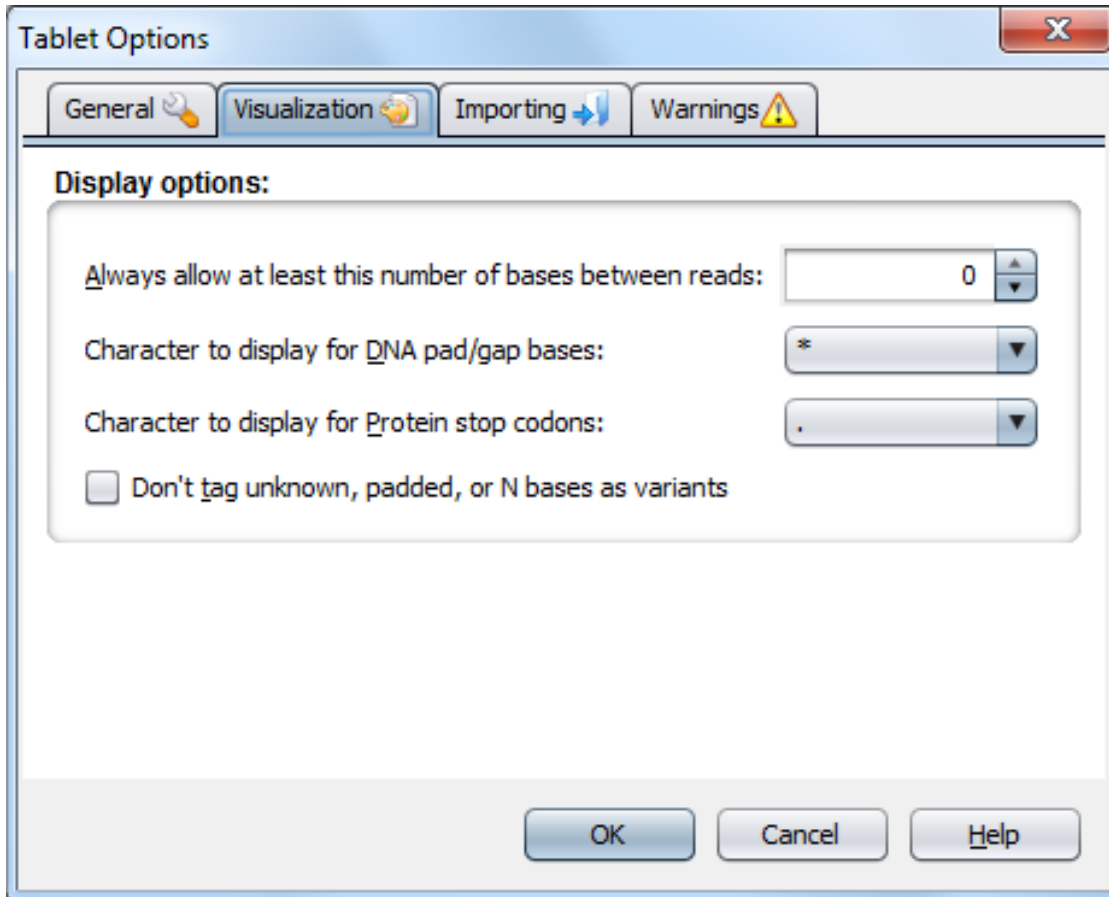 Tablet Options
X
General Visualization Importing Warnings
Display options:
Always allow at least this number of bases between reads: 0
Character to display for DNA pad/gap bases: *
Character to display for Protein stop codons: .
Don't tag unknown, padded, or N bases as variants
OK Cancel Help